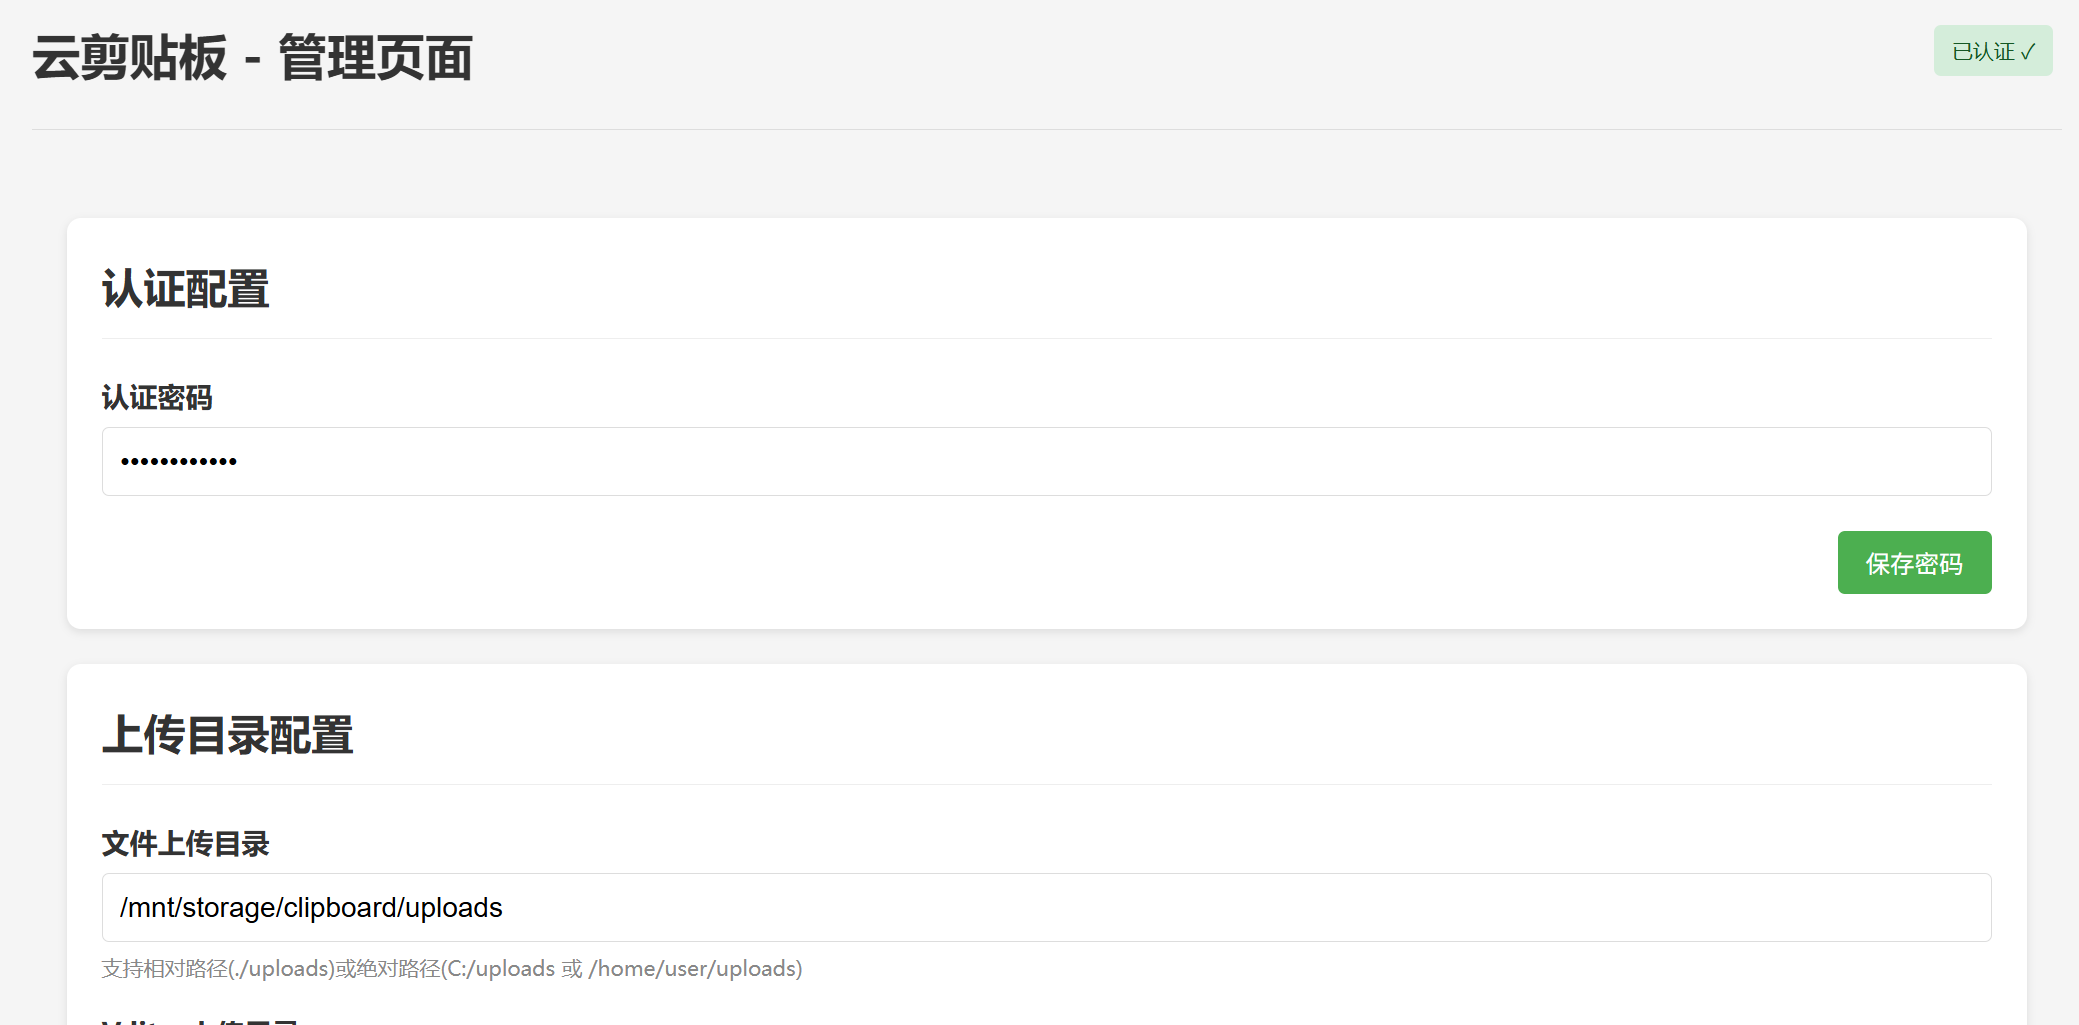 云剪贴板 - 管理页面
已认证 ✓
认证配置
认证密码
••••••••••••
保存密码
上传目录配置
文件上传目录
/mnt/storage/clipboard/uploads
支持相对路径(./uploads)或绝对路径(C:/uploads 或 /home/user/uploads)